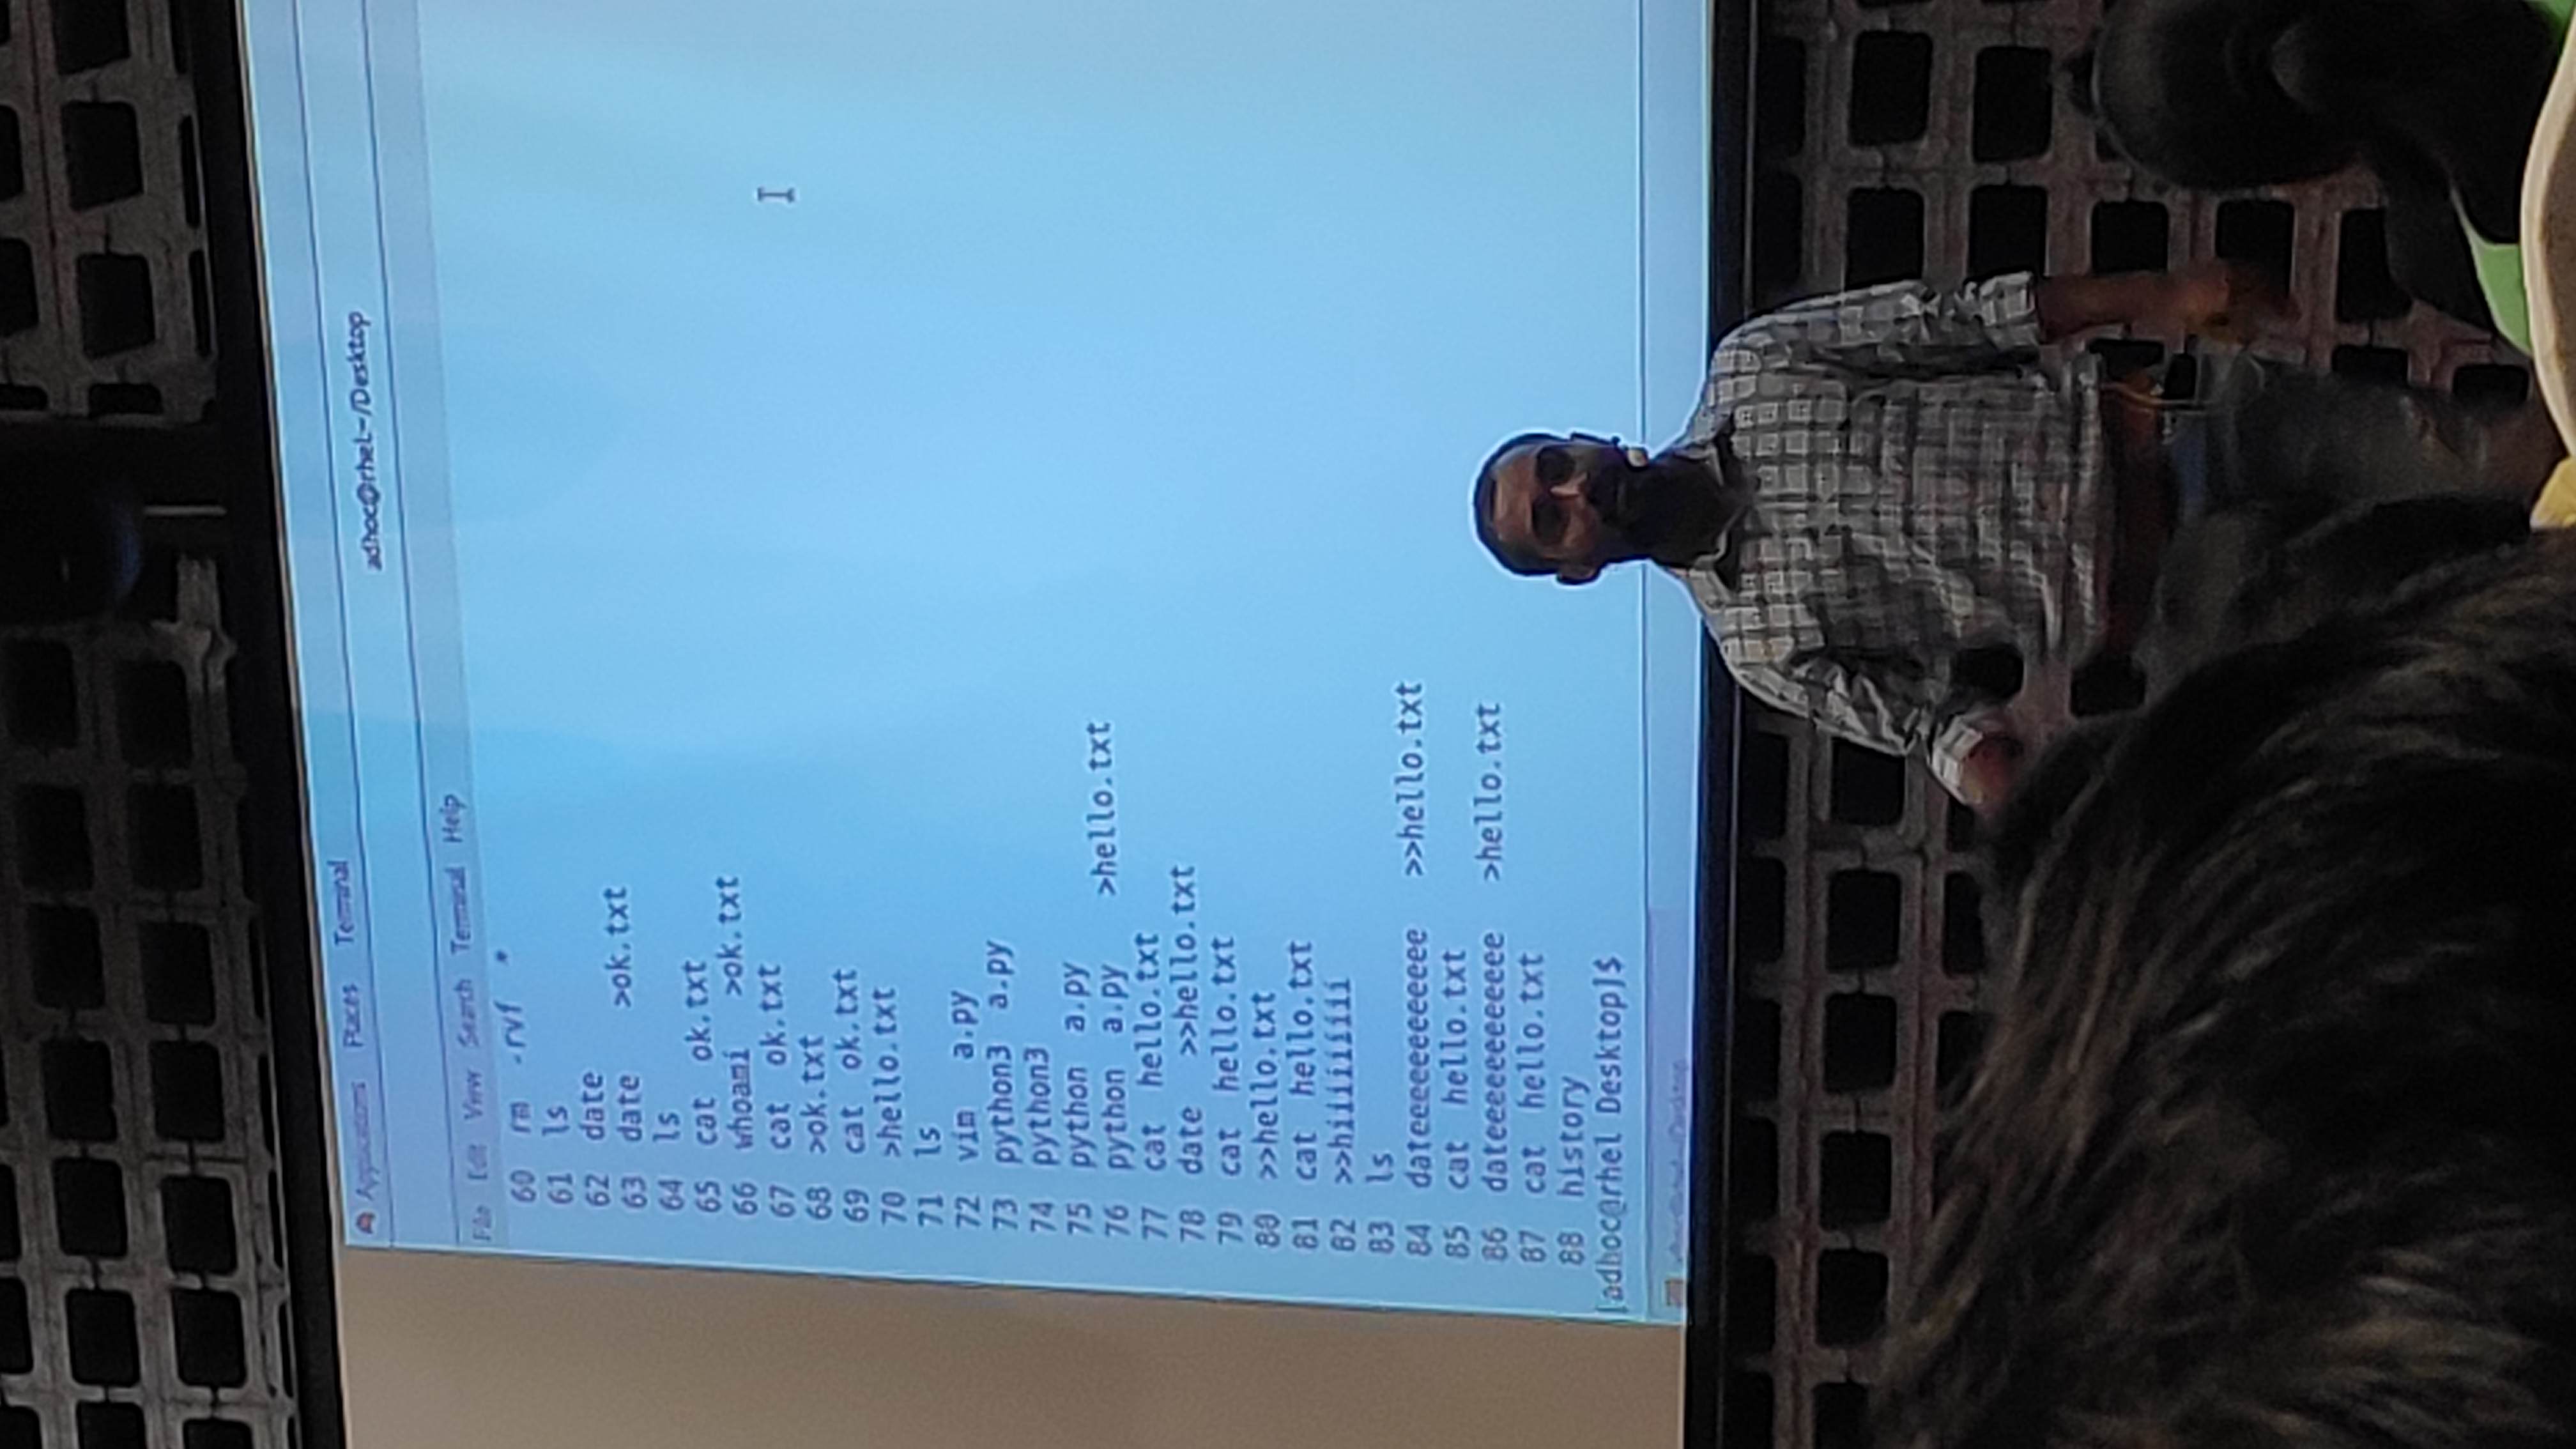 Applications Places Terminal
adhoc@rhel:~/Desktop
File Edit View Search Terminal Help
60 rm -rvf *
61 ls
62 date
63 date >ok.txt
64 ls
65 cat ok.txt
66 whoami >ok.txt
67 cat ok.txt
68 >ok.txt
69 cat ok.txt
70 >hello.txt
71 ls
72 vim a.py
73 python3 a.py
74 python3
75 python a.py
76 python a.py >hello.txt
77 cat hello.txt
78 date >>hello.txt
79 cat hello.txt
80 >>hello.txt
81 cat hello.txt
82 >>hiiiiiiiii
83 ls
84 dateeeeeeeeeeee >>hello.txt
85 cat hello.txt
86 dateeeeeeeeeeee >hello.txt
87 cat hello.txt
88 history
[adhoc@rhel Desktop]$